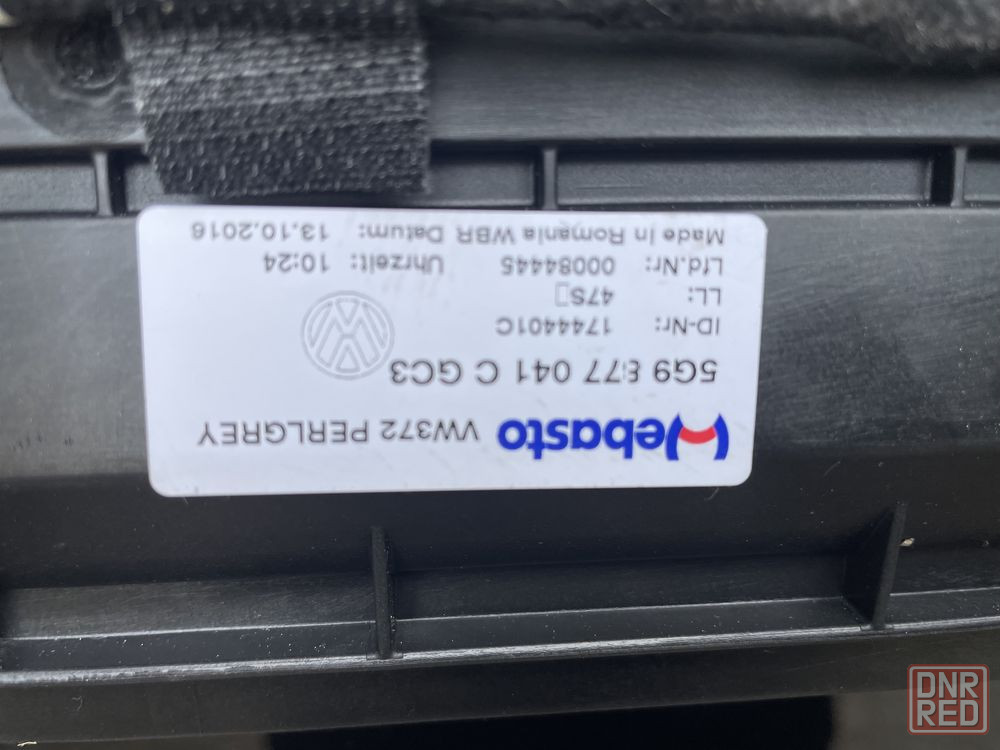 Webasto VW372 PERLGREY
5G9 877 041 C GC3
ID-Nr: 1744401C
LL: 47S
Lfd.Nr: 00084445 Uhrzeit: 10:24
Made in Romania WBR Datum: 13.10.2016
DNR
RED